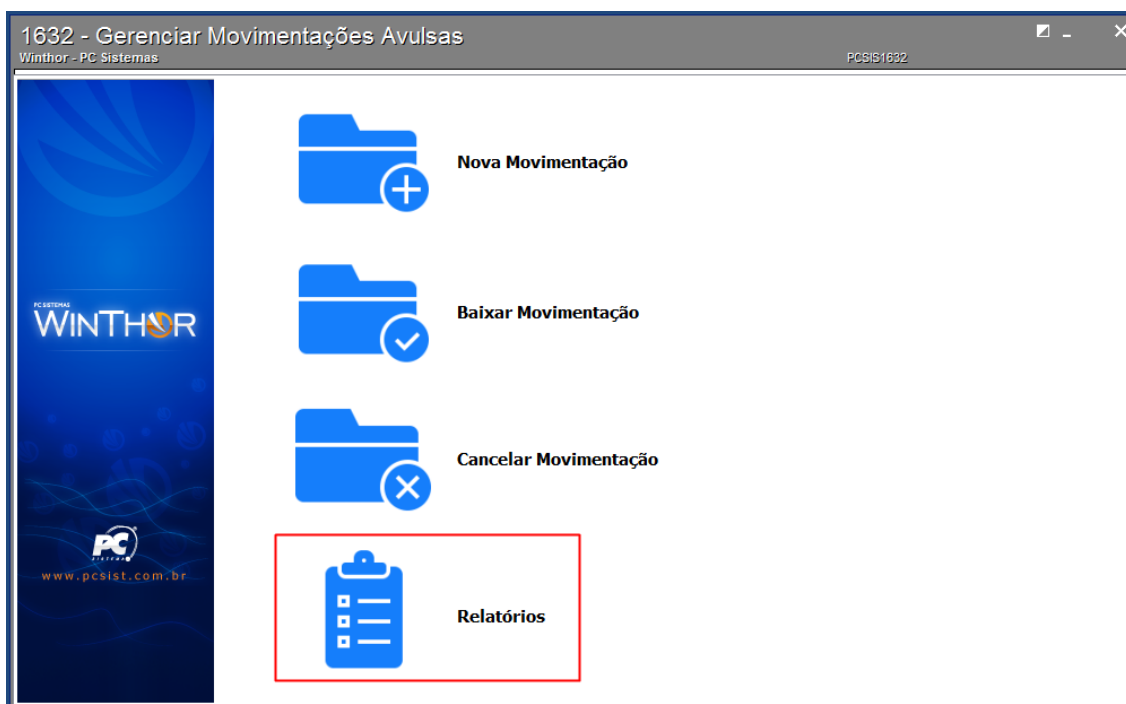 1632 - Gerenciar Movimentações Avulsas
Winthor - PC Sistemas
PCSIS1632
Nova Movimentação
Baixar Movimentação
PC SISTEMAS
WINTHOR
Cancelar Movimentação
PC
SISTEMAS
www.pcsist.com.br
Relatórios